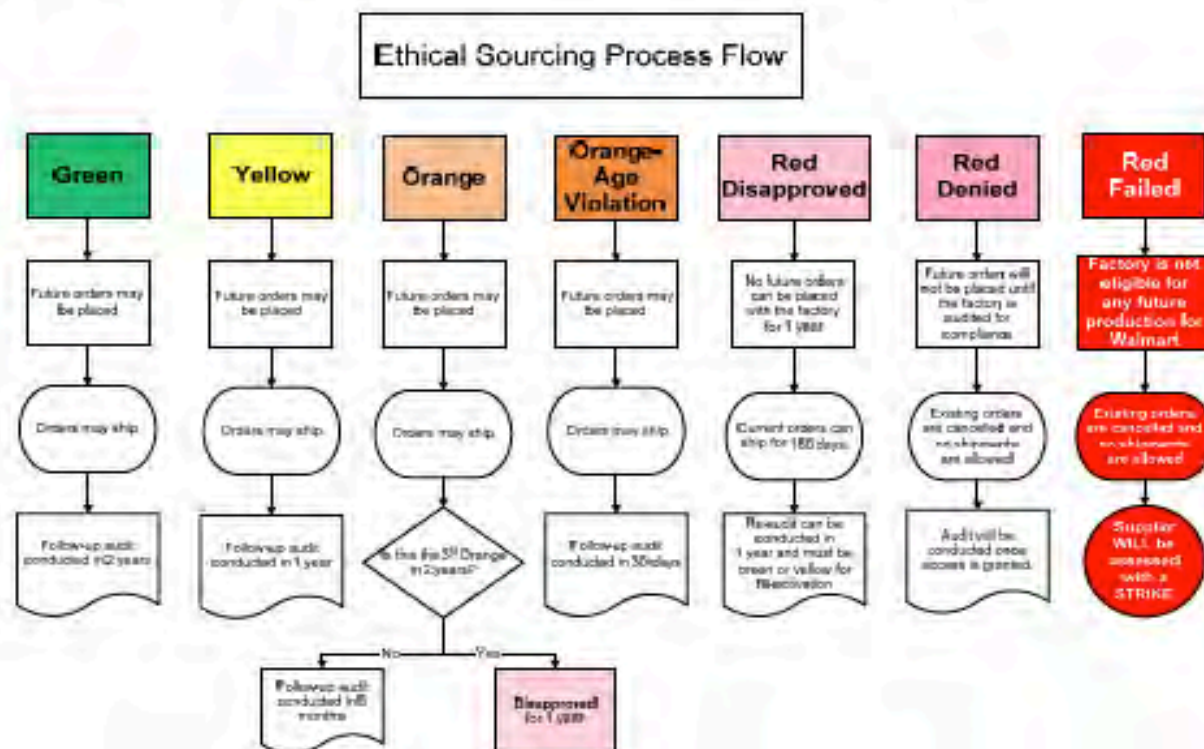 Ethical Sourcing Process Flow
Green
Yellow
Orange
Orange-
Age
Violation
Red
Disapproved
Red
Denied
Red
Failed
Future orders may
be placed
Future orders may
be placed
Future orders may
be placed
Future orders may
be placed
No future orders
can be placed
with the factory
for 1 year
Future orders will
not be placed until
the factory is
audited for
compliance
Factory is not
eligible for
any future
production for
Walmart
Orders may ship
Orders may ship
Orders may ship
Orders may ship
Current orders can
ship for days
Existing orders
are cancelled and
no shipments
are allowed
Existing orders
are cancelled and
no shipments
are allowed
Follow-up audit
conducted in 2 years
Follow-up audit
conducted in 1 year
Is this the 3rd Orange
in 2 years?
Follow-up audit
conducted in 30 days
Re-audit can be
conducted in
1 year and must be
green or yellow for
Reactivation
Audit will be
conducted once
access is granted.
Supplier
WILL be
assessed
with a
STRIKE
No
Yes
Follow-up audit
conducted in
months
Disapproved
for 1 year